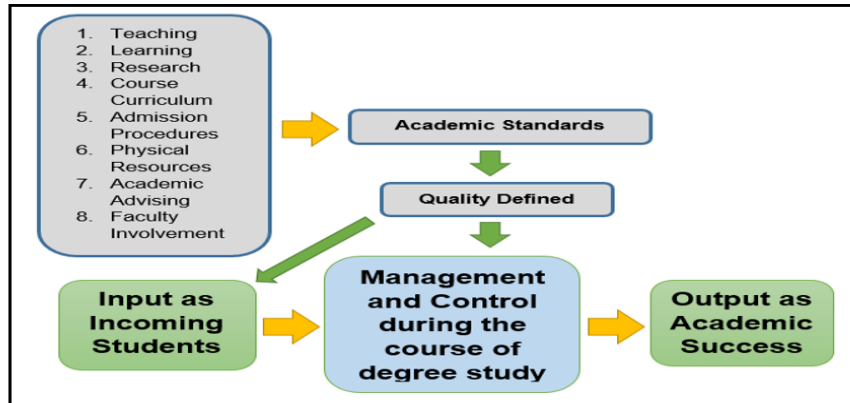 1. Teaching
2. Learning
3. Research
4. Course
Curriculum
5. Admission
Procedures
6. Physical
Resources
7. Academic
Advising
8. Faculty
Involvement
Academic Standards
Quality Defined
Input as
Incoming
Students
Management
and Control
during the
course of
degree study
Output as
Academic
Success